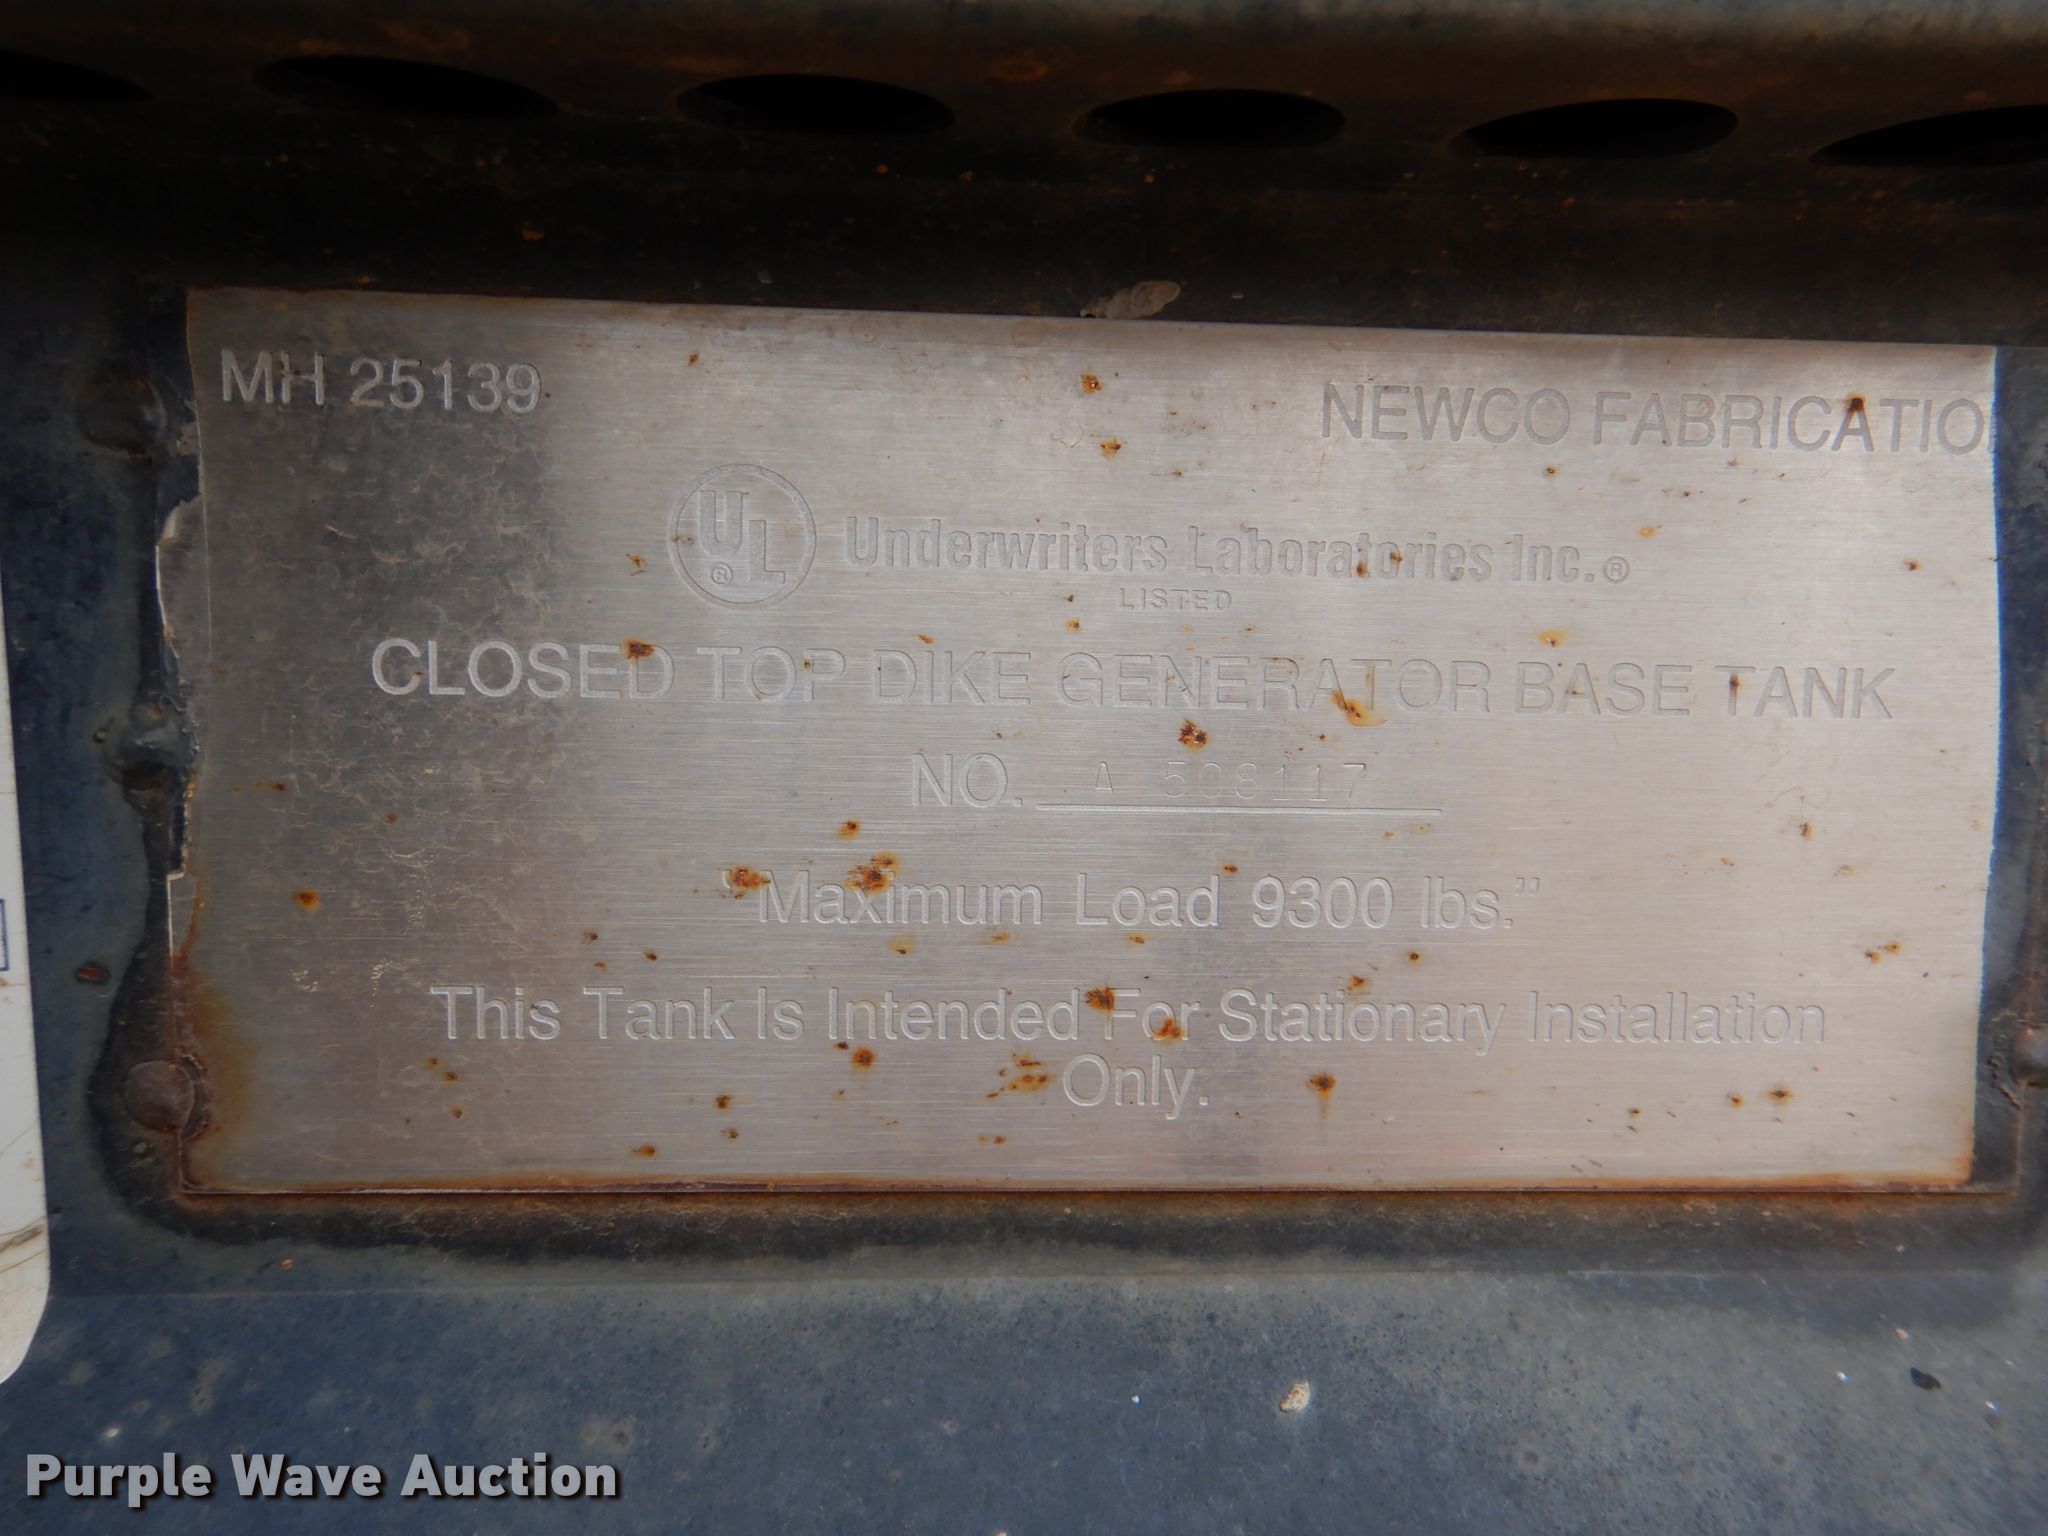 MH 25139
NEWCO FABRICATIO
UL ® Underwriters Laboratories Inc.®
LISTED
CLOSED TOP DIKE GENERATOR BASE TANK
NO. A 508117
"Maximum Load 9300 lbs."
This Tank Is Intended For Stationary Installation
Only.
Purple Wave Auction